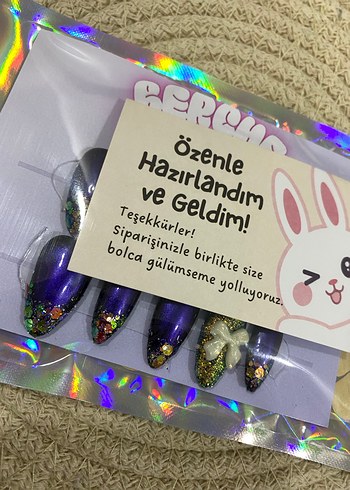 Özenle
Hazırlandım
ve Geldim!
Teşekkürler!
Siparişinizle birlikte size
bolca gülümseme yolluyoruz.